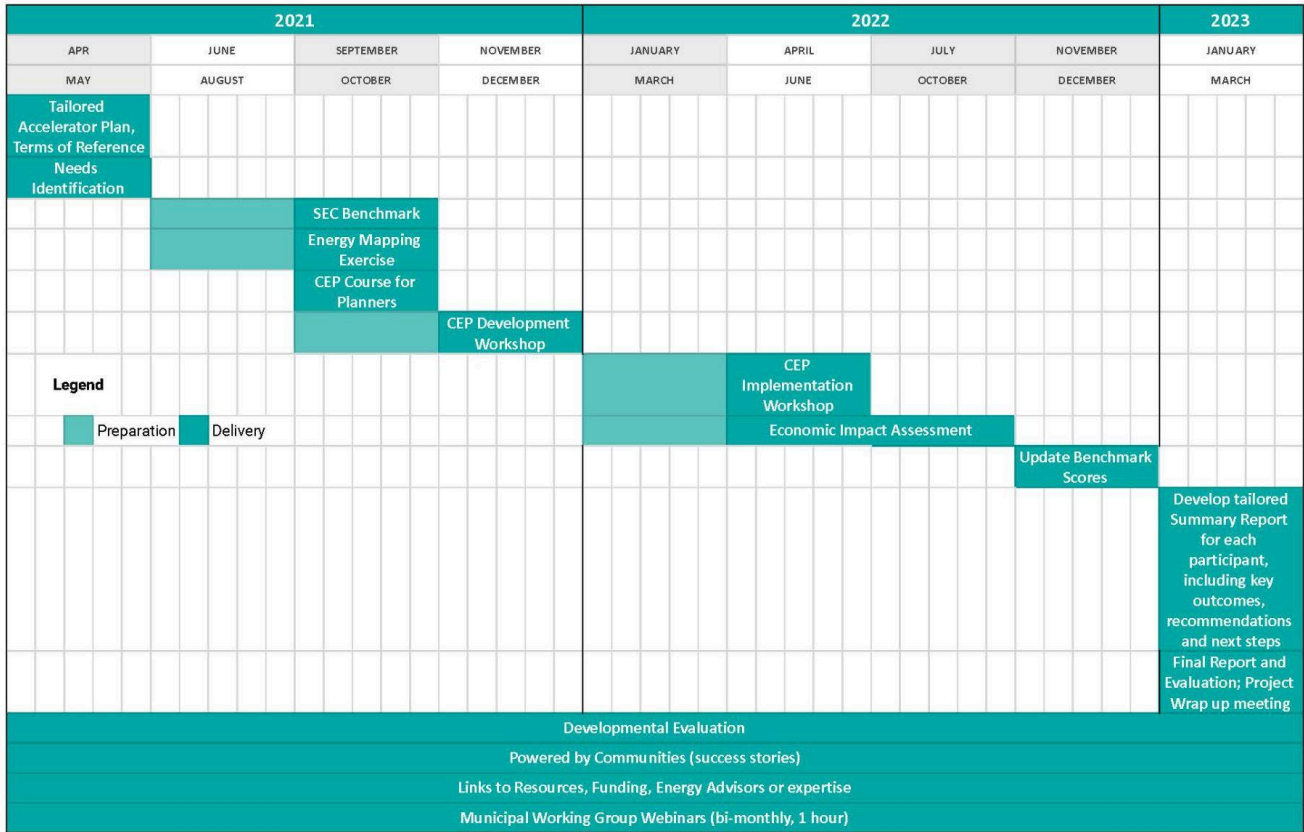 2021
2022
2023
APR
JUNE
SEPTEMBER
NOVEMBER
JANUARY
APRIL
JULY
NOVEMBER
JANUARY
MAY
AUGUST
OCTOBER
DECEMBER
MARCH
JUNE
OCTOBER
DECEMBER
MARCH
Tailored
Accelerator Plan,
Terms of Reference
Needs
Identification
SEC Benchmark
Energy Mapping
Exercise
CEP Course for
Planners
CEP Development
Workshop
CEP
Implementation
Workshop
Legend
Preparation
Delivery
Economic Impact Assessment
Update Benchmark
Scores
Develop tailored
Summary Report
for each
participant,
including key
outcomes,
recommendations
and next steps
Final Report and
Evaluation; Project
Wrap up meeting
Developmental Evaluation
Powered by Communities (success stories)
Links to Resources, Funding, Energy Advisors or expertise
Municipal Working Group Webinars (bi-monthly, 1 hour)